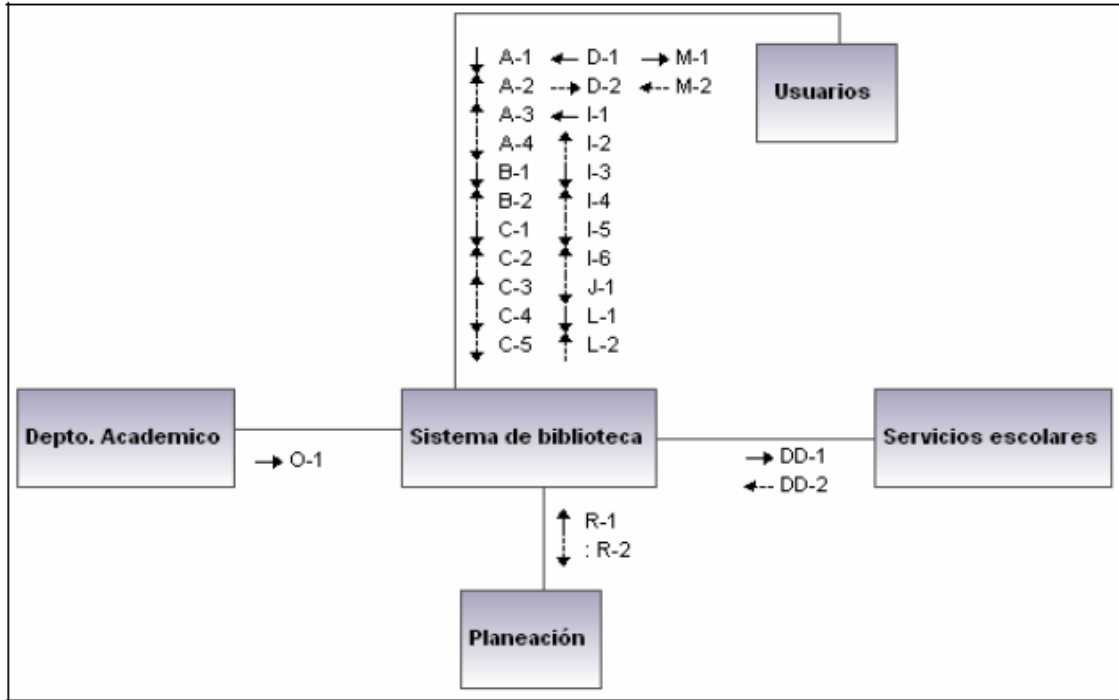 A-1 D-1 M-1
Usuarios
A-2 D-2 M-2
A-3 I-1
A-4 I-2
B-1 I-3
B-2 I-4
C-1 I-5
C-2 I-6
C-3 J-1
C-4 L-1
C-5 L-2
Depto. Academico
Sistema de biblioteca
Servicios escolares
O-1
DD-1
DD-2
R-1
: R-2
Planeación